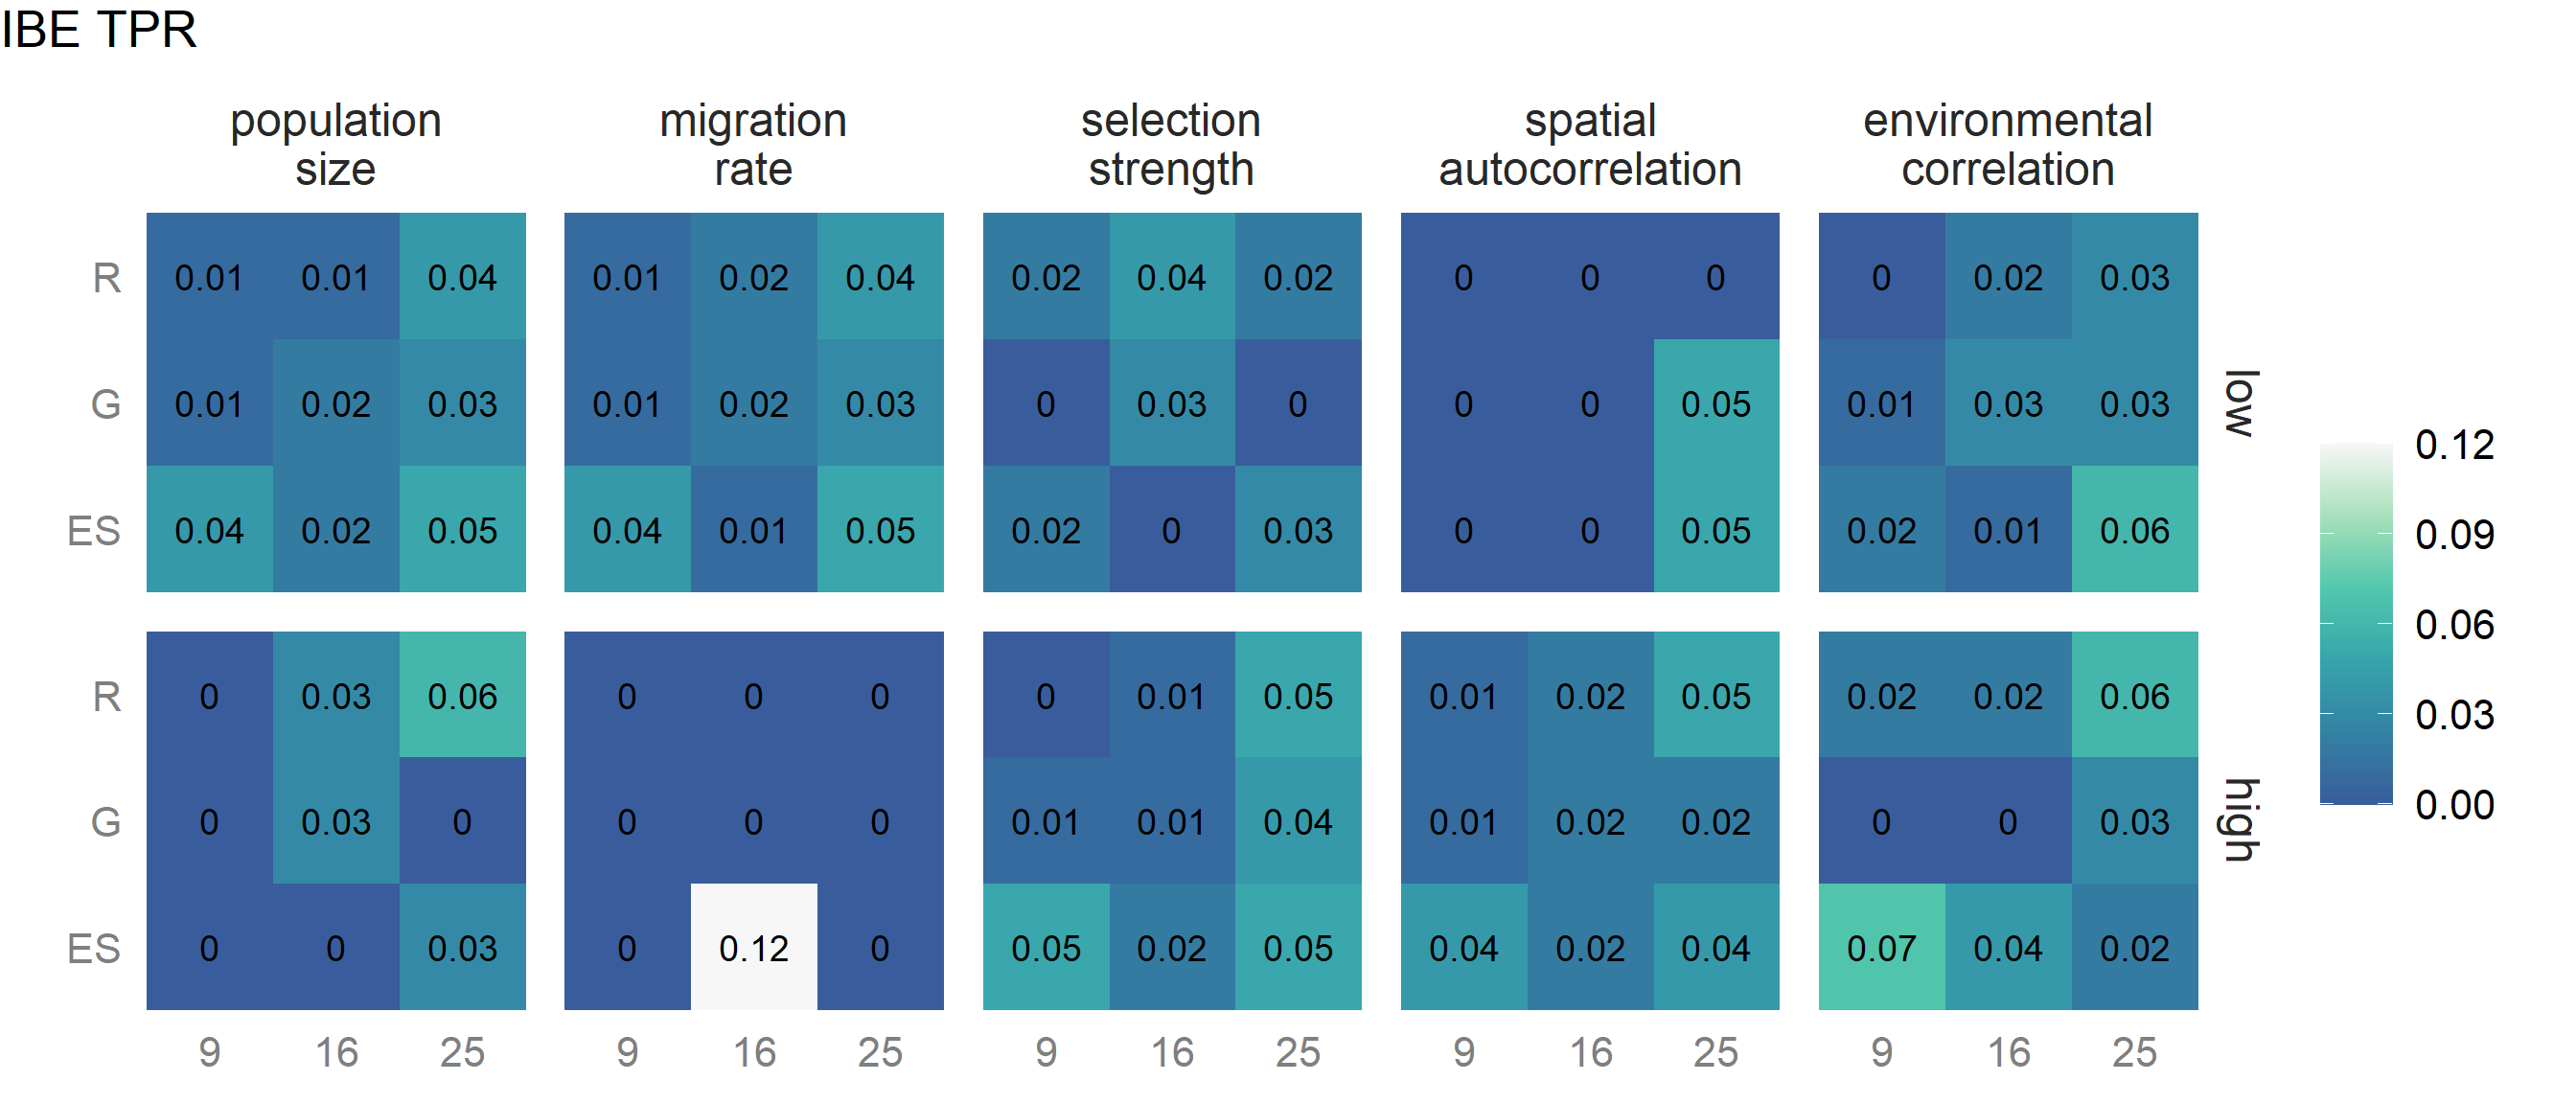 IBE TPR
population migration selection spatial environmental
size rate strength autocorrelation correlation
R 0.01 0.01 0.04 0.01 0.02 0.04 0.02 0.04 0.02 0 0 0 0 0.02 0.03
G 0.01 0.02 0.03 0.01 0.02 0.03 0 0.03 0 0 0 0.05 0.01 0.03 0.03 low
0.12
ES 0.04 0.02 0.05 0.04 0.01 0.05 0.02 0 0.03 0 0 0.05 0.02 0.01 0.06 0.09
0.06
R 0 0.03 0.06 0 0 0 0 0.01 0.05 0.01 0.02 0.05 0.02 0.02 0.06 0.03
G 0 0.03 0 0 0 0 0.01 0.01 0.04 0.01 0.02 0.02 0 0 0.03 high 0.00
ES 0 0 0.03 0 0.12 0 0.05 0.02 0.05 0.04 0.02 0.04 0.07 0.04 0.02
9 16 25 9 16 25 9 16 25 9 16 25 9 16 25